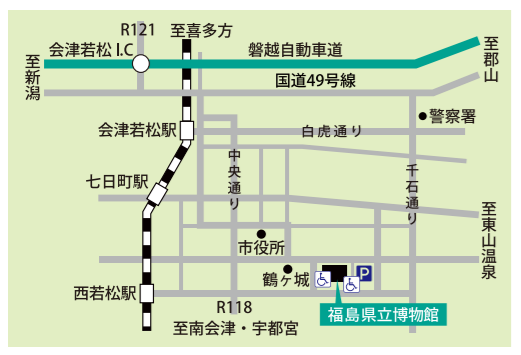 R121
至喜多方
会津若松I.C
磐越自動車道
至郡山
至新潟
国道49号線
警察署
会津若松駅
白虎通り
中央通り
千石通り
七日町駅
至東山温泉
市役所
鶴ヶ城
P
西若松駅
R118
福島県立博物館
至南会津・宇都宮